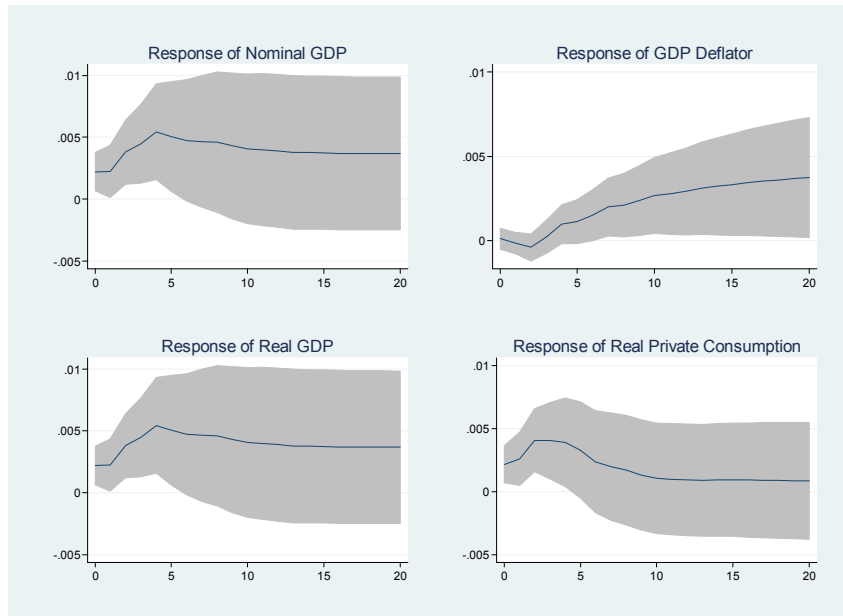 Response of Nominal GDP
.01
.005
0
-.005
0 5 10 15 20
Response of GDP Deflator
.01
.005
0
0 5 10 15 20
Response of Real GDP
.01
.005
0
-.005
0 5 10 15 20
Response of Real Private Consumption
.01
.005
0
-.005
0 5 10 15 20